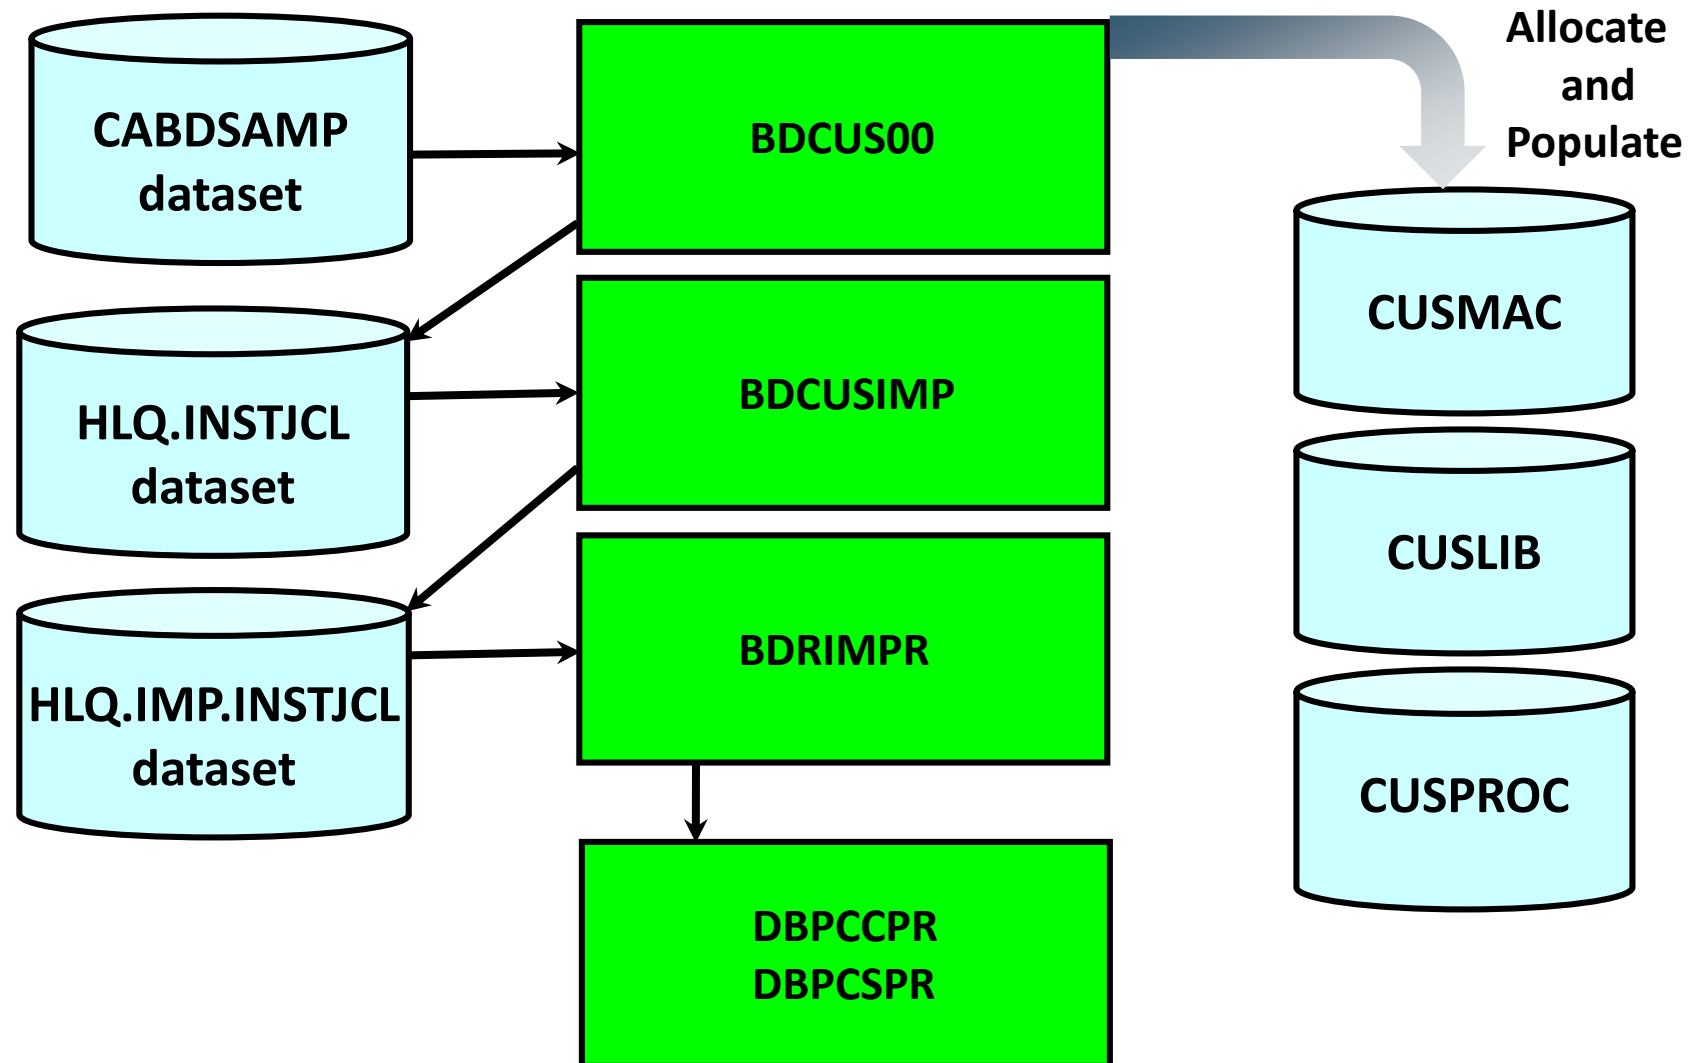 CABDSAMP
dataset
BDCUS00
Allocate
and
Populate
HLQ.INSTJCL
dataset
BDCUSIMP
CUSMAC
HLQ.IMP.INSTJCL
dataset
BDRIMPR
CUSLIB
DBPCCPR
DBPCSPR
CUSPROC